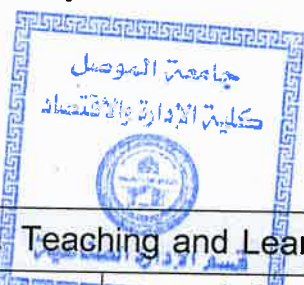 جامعة الموصل
كلية الإدارة والاقتصاد
Teaching and Lear